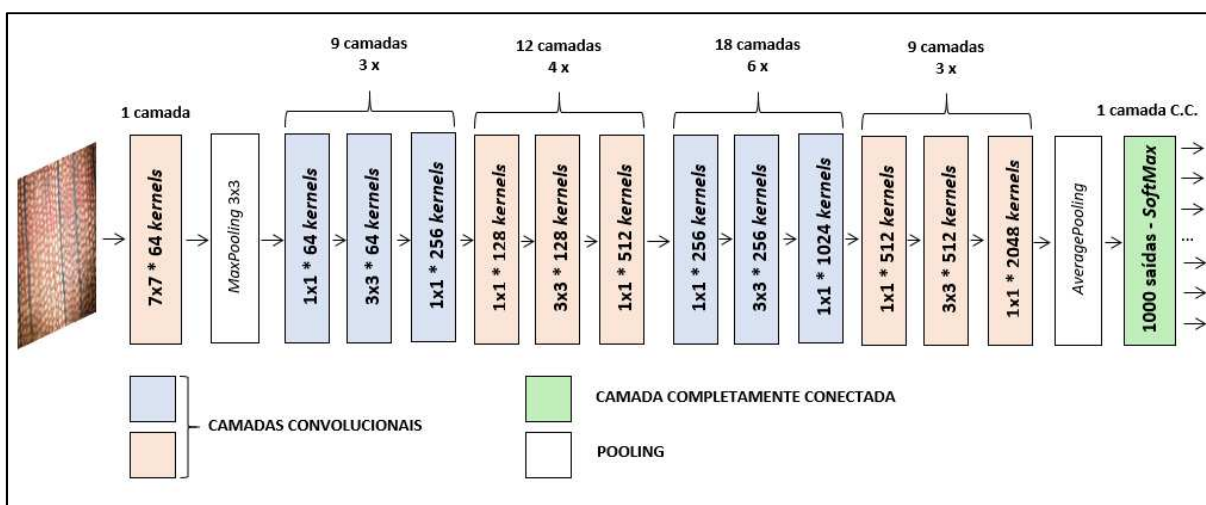 9 camadas
3 x
12 camadas
4 x
18 camadas
6 x
9 camadas
3 x
1 camada
1 camada C.C.
7x7 * 64 kernels
MaxPooling 3x3
1x1 * 64 kernels
3x3 * 64 kernels
1x1 * 256 kernels
1x1 * 128 kernels
3x3 * 128 kernels
1x1 * 512 kernels
1x1 * 256 kernels
3x3 * 256 kernels
1x1 * 1024 kernels
1x1 * 512 kernels
3x3 * 512 kernels
1x1 * 2048 kernels
AveragePooling
1000 saídas - SoftMax
...
CAMADAS CONVOLUCIONAIS
CAMADA COMPLETAMENTE CONECTADA
POOLING